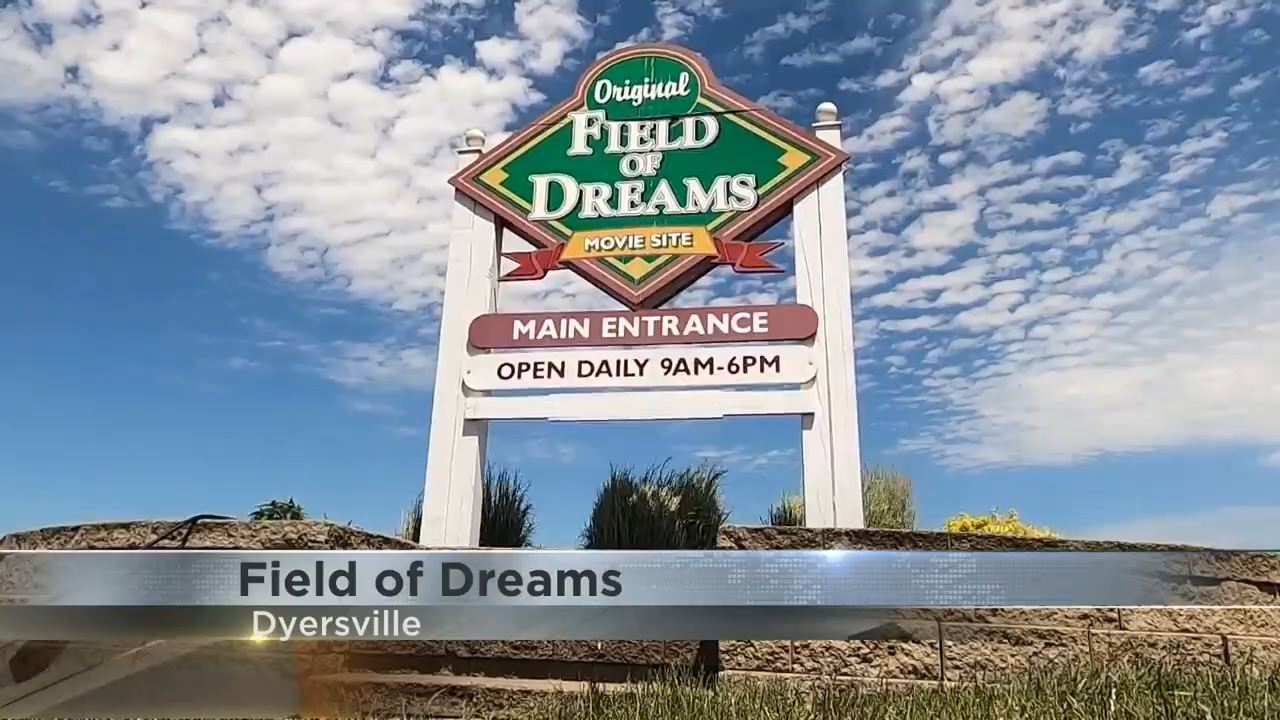 Original
FIELD
OF
DREAMS
MOVIE SITE
MAIN ENTRANCE
OPEN DAILY 9AM-6PM
Field of Dreams
Dyersville